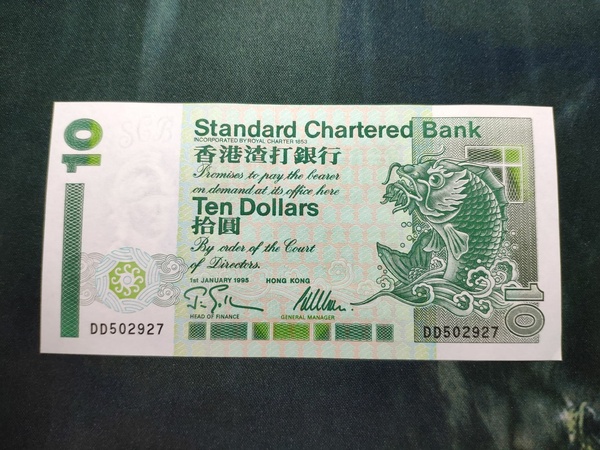 10
SCB
Standard Chartered Bank
INCORPORATED BY ROYAL CHARTER 1853
香港渣打銀行
Promises to pay the bearer
on demand at its office here
Ten Dollars
拾圓
By order of the Court
of Directors.
1st JANUARY 1995 HONG KONG
HEAD OF FINANCE GENERAL MANAGER
DD502927 DD502927
10